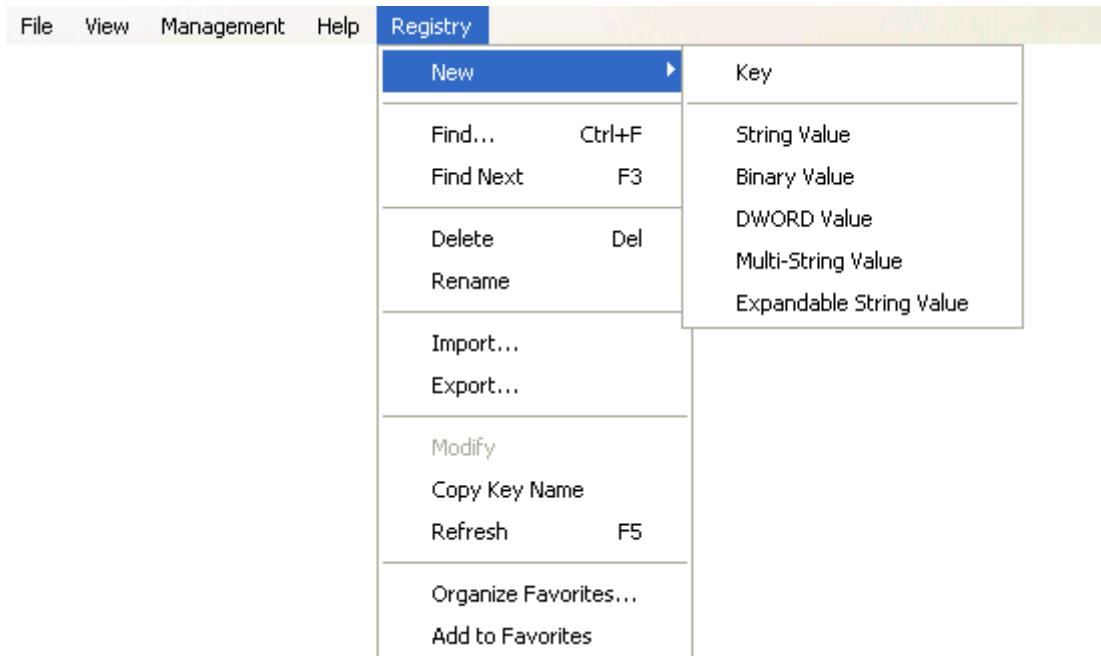 File View Management Help Registry
New
Key
String Value
Binary Value
DWORD Value
Multi-String Value
Expandable String Value
Find... Ctrl+F
Find Next F3
Delete Del
Rename
Import...
Export...
Modify
Copy Key Name
Refresh F5
Organize Favorites...
Add to Favorites